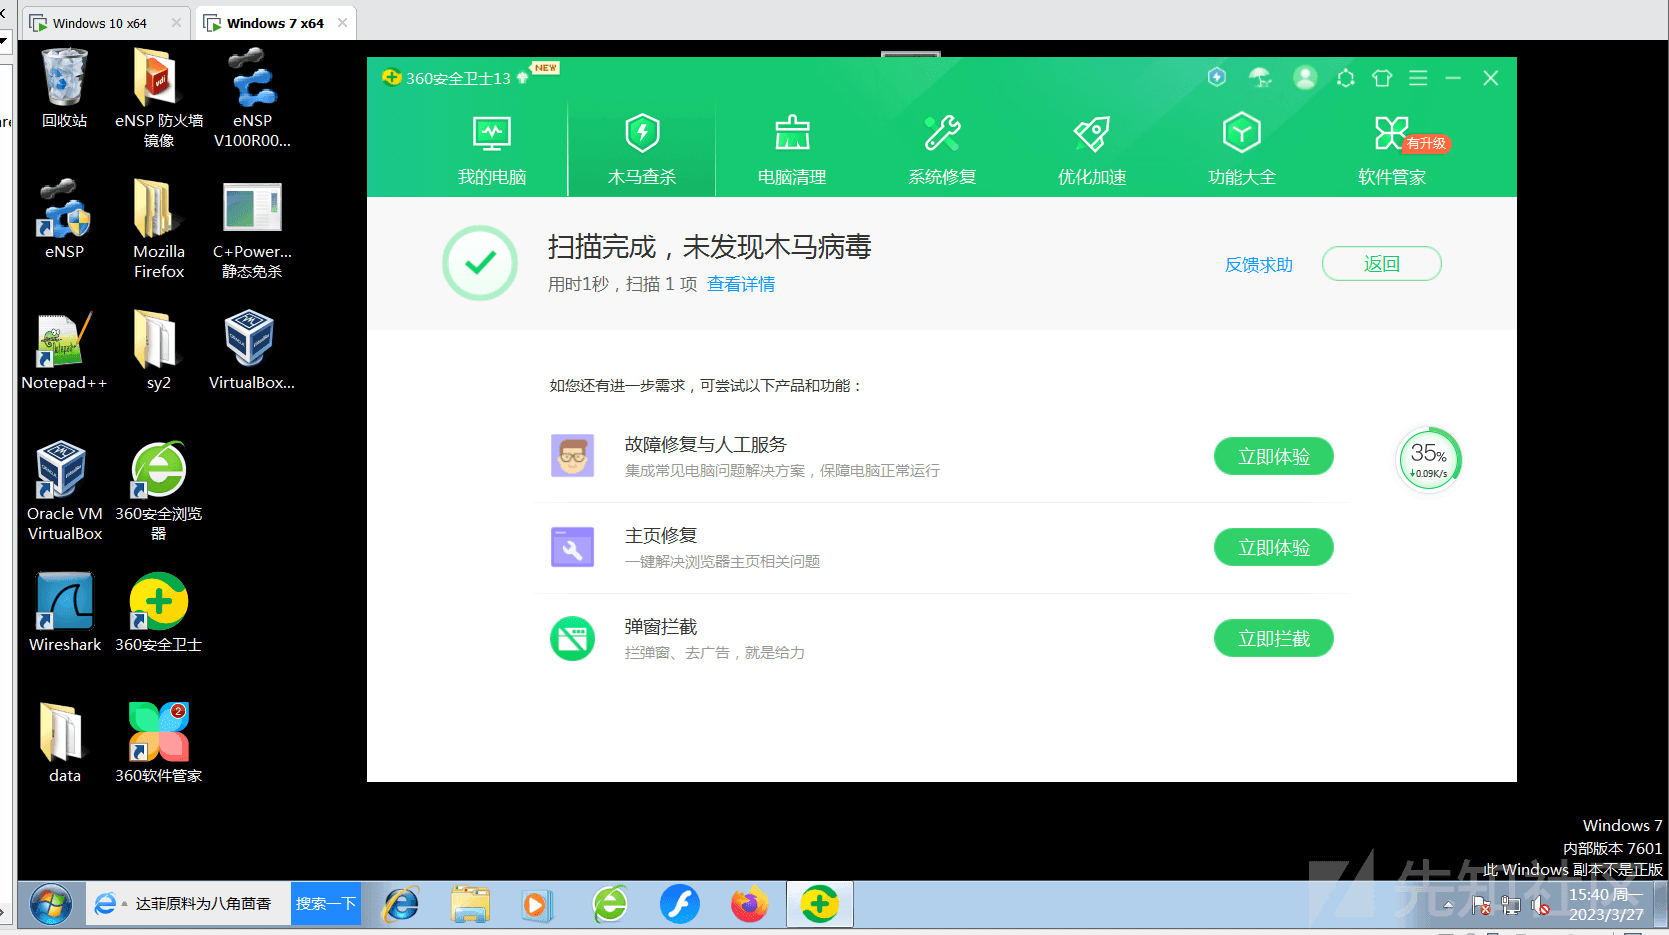 Windows 10 x64
Windows 7 x64
回收站
eNSP 防火墙
镜像
eNSP
V100R00...
eNSP
Mozilla
Firefox
C+Power...
静态免杀
Notepad++
sy2
VirtualBox...
Oracle VM
VirtualBox
360安全浏览
器
Wireshark
360安全卫士
data
2
360软件管家
360安全卫士13
NEW
我的电脑
木马查杀
电脑清理
系统修复
优化加速
功能大全
有升级
软件管家
扫描完成，未发现木马病毒
用时1秒，扫描 1 项 查看详情
反馈求助
返回
如您还有进一步需求，可尝试以下产品和功能：
故障修复与人工服务
集成常见电脑问题解决方案，保障电脑正常运行
立即体验
35%
0.09K/s
主页修复
一键解决浏览器主页相关问题
立即体验
弹窗拦截
拦弹窗、去广告，就是给力
立即拦截
Windows 7
内部版本 7601
此 Windows 副本不是正版
先知社区
达菲原料为八角茴香
搜索一下
15:40 周一
2023/3/27